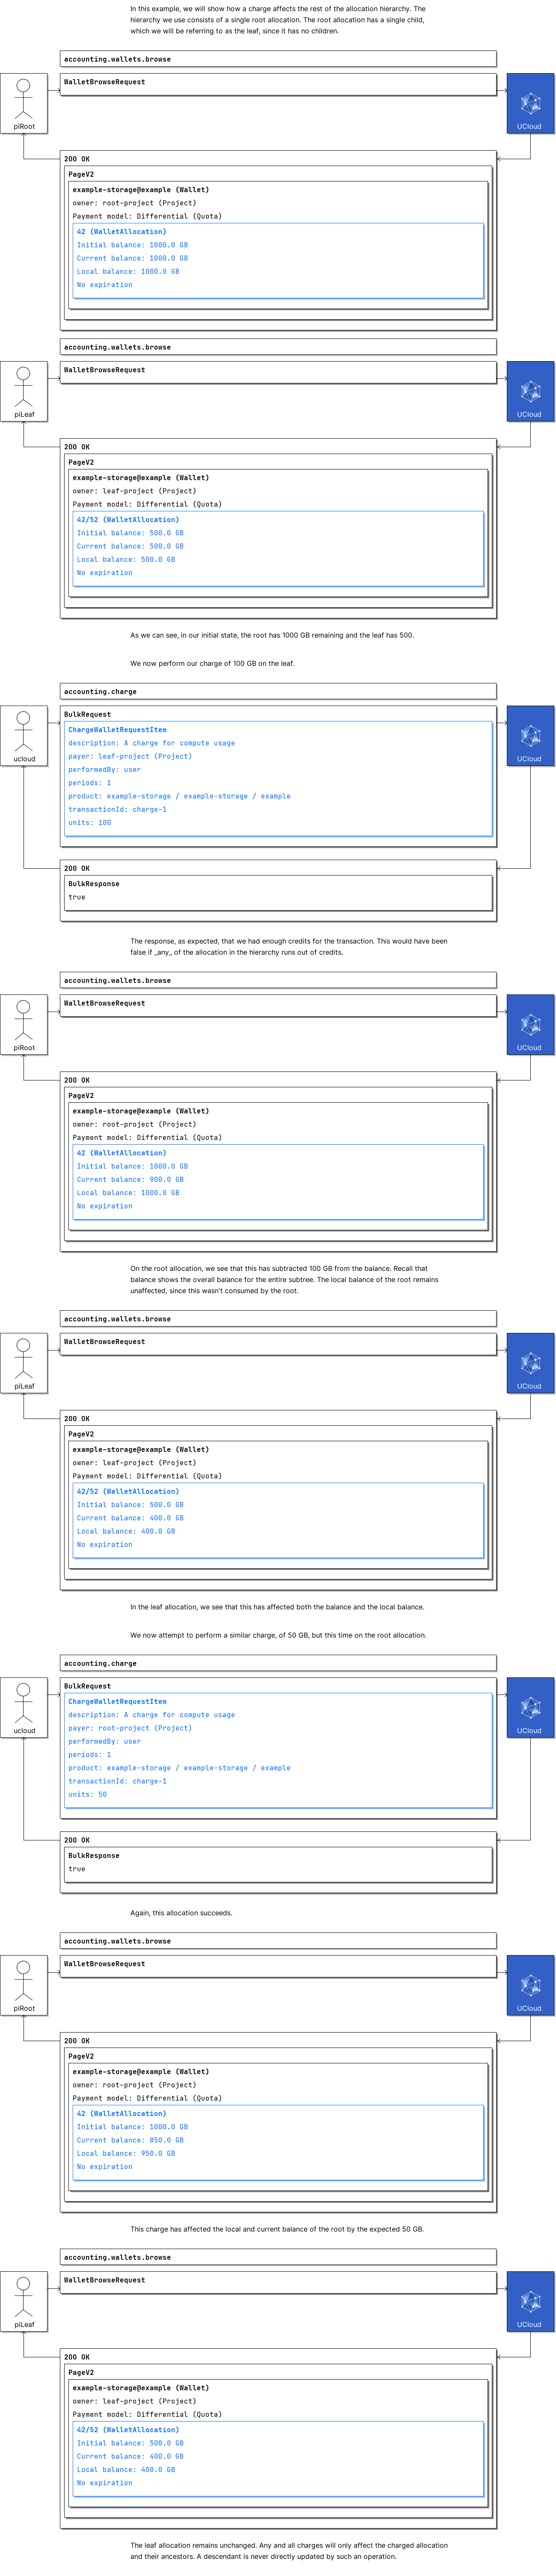 In this example, we will show how a charge affects the rest of the allocation hierarchy. The
hierarchy we use consists of a single root allocation. The root allocation has a single child,
which we will be referring to as the leaf, since it has no children.
accounting.wallets.browse
WalletBrowseRequest
piRoot
UCloud
200 OK
PageV2
example-storage@example (Wallet)
owner: root-project (Project)
Payment model: Differential (Quota)
42 (WalletAllocation)
Initial balance: 1000.0 GB
Current balance: 1000.0 GB
Local balance: 1000.0 GB
No expiration
accounting.wallets.browse
WalletBrowseRequest
piLeaf
UCloud
200 OK
PageV2
example-storage@example (Wallet)
owner: leaf-project (Project)
Payment model: Differential (Quota)
42/52 (WalletAllocation)
Initial balance: 500.0 GB
Current balance: 500.0 GB
Local balance: 500.0 GB
No expiration
As we can see, in our initial state, the root has 1000 GB remaining and the leaf has 500.
We now perform our charge of 100 GB on the leaf.
accounting.charge
BulkRequest
ChargeWalletRequestItem
description: A charge for compute usage
payer: leaf-project (Project)
performedBy: user
periods: 1
product: example-storage / example-storage / example
transactionId: charge-1
units: 100
ucloud
UCloud
200 OK
BulkResponse
true
The response, as expected, that we had enough credits for the transaction. This would have been
false if _any_ of the allocation in the hierarchy runs out of credits.
accounting.wallets.browse
WalletBrowseRequest
piRoot
UCloud
200 OK
PageV2
example-storage@example (Wallet)
owner: root-project (Project)
Payment model: Differential (Quota)
42 (WalletAllocation)
Initial balance: 1000.0 GB
Current balance: 900.0 GB
Local balance: 1000.0 GB
No expiration
On the root allocation, we see that this has subtracted 100 GB from the balance. Recall that
balance shows the overall balance for the entire subtree. The local balance of the root remains
unaffected, since this wasn't consumed by the root.
accounting.wallets.browse
WalletBrowseRequest
piLeaf
UCloud
200 OK
PageV2
example-storage@example (Wallet)
owner: leaf-project (Project)
Payment model: Differential (Quota)
42/52 (WalletAllocation)
Initial balance: 500.0 GB
Current balance: 400.0 GB
Local balance: 400.0 GB
No expiration
In the leaf allocation, we see that this has affected both the balance and the local balance.
We now attempt to perform a similar charge, of 50 GB, but this time on the root allocation.
accounting.charge
BulkRequest
ChargeWalletRequestItem
description: A charge for compute usage
payer: root-project (Project)
performedBy: user
periods: 1
product: example-storage / example-storage / example
transactionId: charge-1
units: 50
ucloud
UCloud
200 OK
BulkResponse
true
Again, this allocation succeeds.
accounting.wallets.browse
WalletBrowseRequest
piRoot
UCloud
200 OK
PageV2
example-storage@example (Wallet)
owner: root-project (Project)
Payment model: Differential (Quota)
42 (WalletAllocation)
Initial balance: 1000.0 GB
Current balance: 850.0 GB
Local balance: 950.0 GB
No expiration
This charge has affected the local and current balance of the root by the expected 50 GB.
accounting.wallets.browse
WalletBrowseRequest
piLeaf
UCloud
200 OK
PageV2
example-storage@example (Wallet)
owner: leaf-project (Project)
Payment model: Differential (Quota)
42/52 (WalletAllocation)
Initial balance: 500.0 GB
Current balance: 400.0 GB
Local balance: 400.0 GB
No expiration
The leaf allocation remains unchanged. Any and all charges will only affect the charged allocation
and their ancestors. A descendant is never directly updated by such an operation.